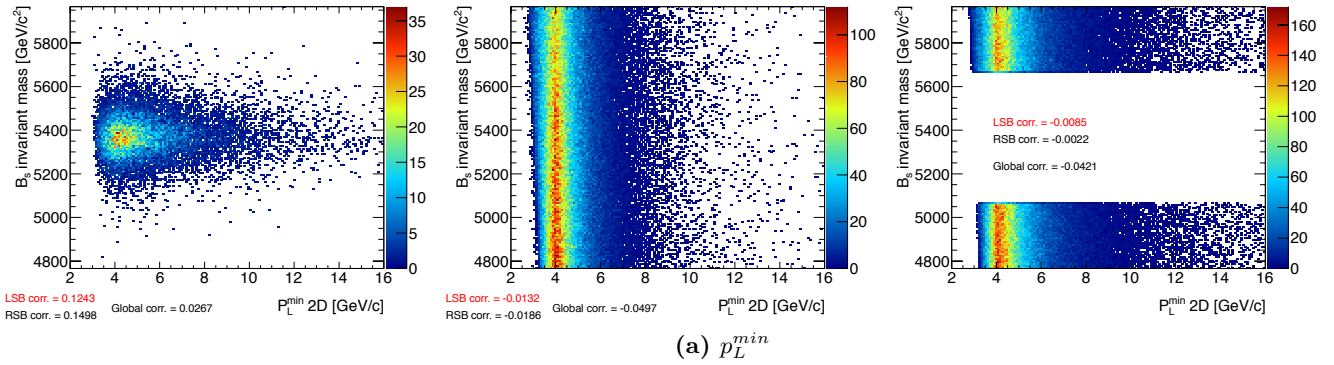 B_s invariant mass [GeV/c²]
5800
5600
5400
5200
5000
4800
2 4 6 8 10 12 14 16
P_L^min 2D [GeV/c]
35
30
25
20
15
10
5
0
LSB corr. = 0.1243
RSB corr. = 0.1498
Global corr. = 0.0267
B_s invariant mass [GeV/c²]
5800
5600
5400
5200
5000
4800
2 4 6 8 10 12 14 16
P_L^min 2D [GeV/c]
100
80
60
40
20
0
LSB corr. = -0.0132
RSB corr. = -0.0186
Global corr. = -0.0497
B_s invariant mass [GeV/c²]
5800
5600
5400
5200
5000
4800
2 4 6 8 10 12 14 16
P_L^min 2D [GeV/c]
160
140
120
100
80
60
40
20
0
LSB corr. = -0.0085
RSB corr. = -0.0022
Global corr. = -0.0421
(a) p_L^min